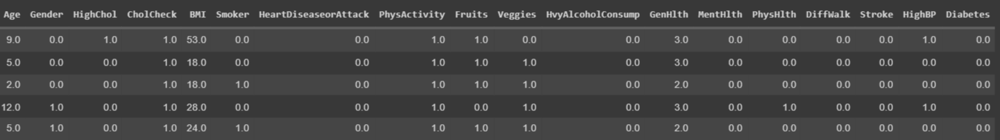 Age Gender HighChol CholCheck BMI Smoker HeartDiseaseorAttack PhysActivity Fruits Veggies HvyAlcoholConsump GenHlth MentHlth PhysHlth DiffWalk Stroke HighBP Diabetes
9.0 0.0 1.0 1.0 53.0 0.0 0.0 1.0 1.0 0.0 0.0 3.0 0.0 0.0 0.0 0.0 1.0 0.0
5.0 0.0 0.0 1.0 18.0 0.0 0.0 1.0 1.0 1.0 0.0 3.0 0.0 0.0 0.0 0.0 0.0 0.0
2.0 0.0 0.0 1.0 18.0 1.0 0.0 1.0 1.0 1.0 0.0 2.0 0.0 0.0 0.0 0.0 0.0 0.0
12.0 1.0 0.0 1.0 28.0 0.0 0.0 1.0 0.0 1.0 0.0 3.0 0.0 1.0 0.0 0.0 1.0 0.0
5.0 1.0 0.0 1.0 24.0 1.0 0.0 1.0 1.0 1.0 0.0 2.0 0.0 0.0 0.0 0.0 0.0 0.0